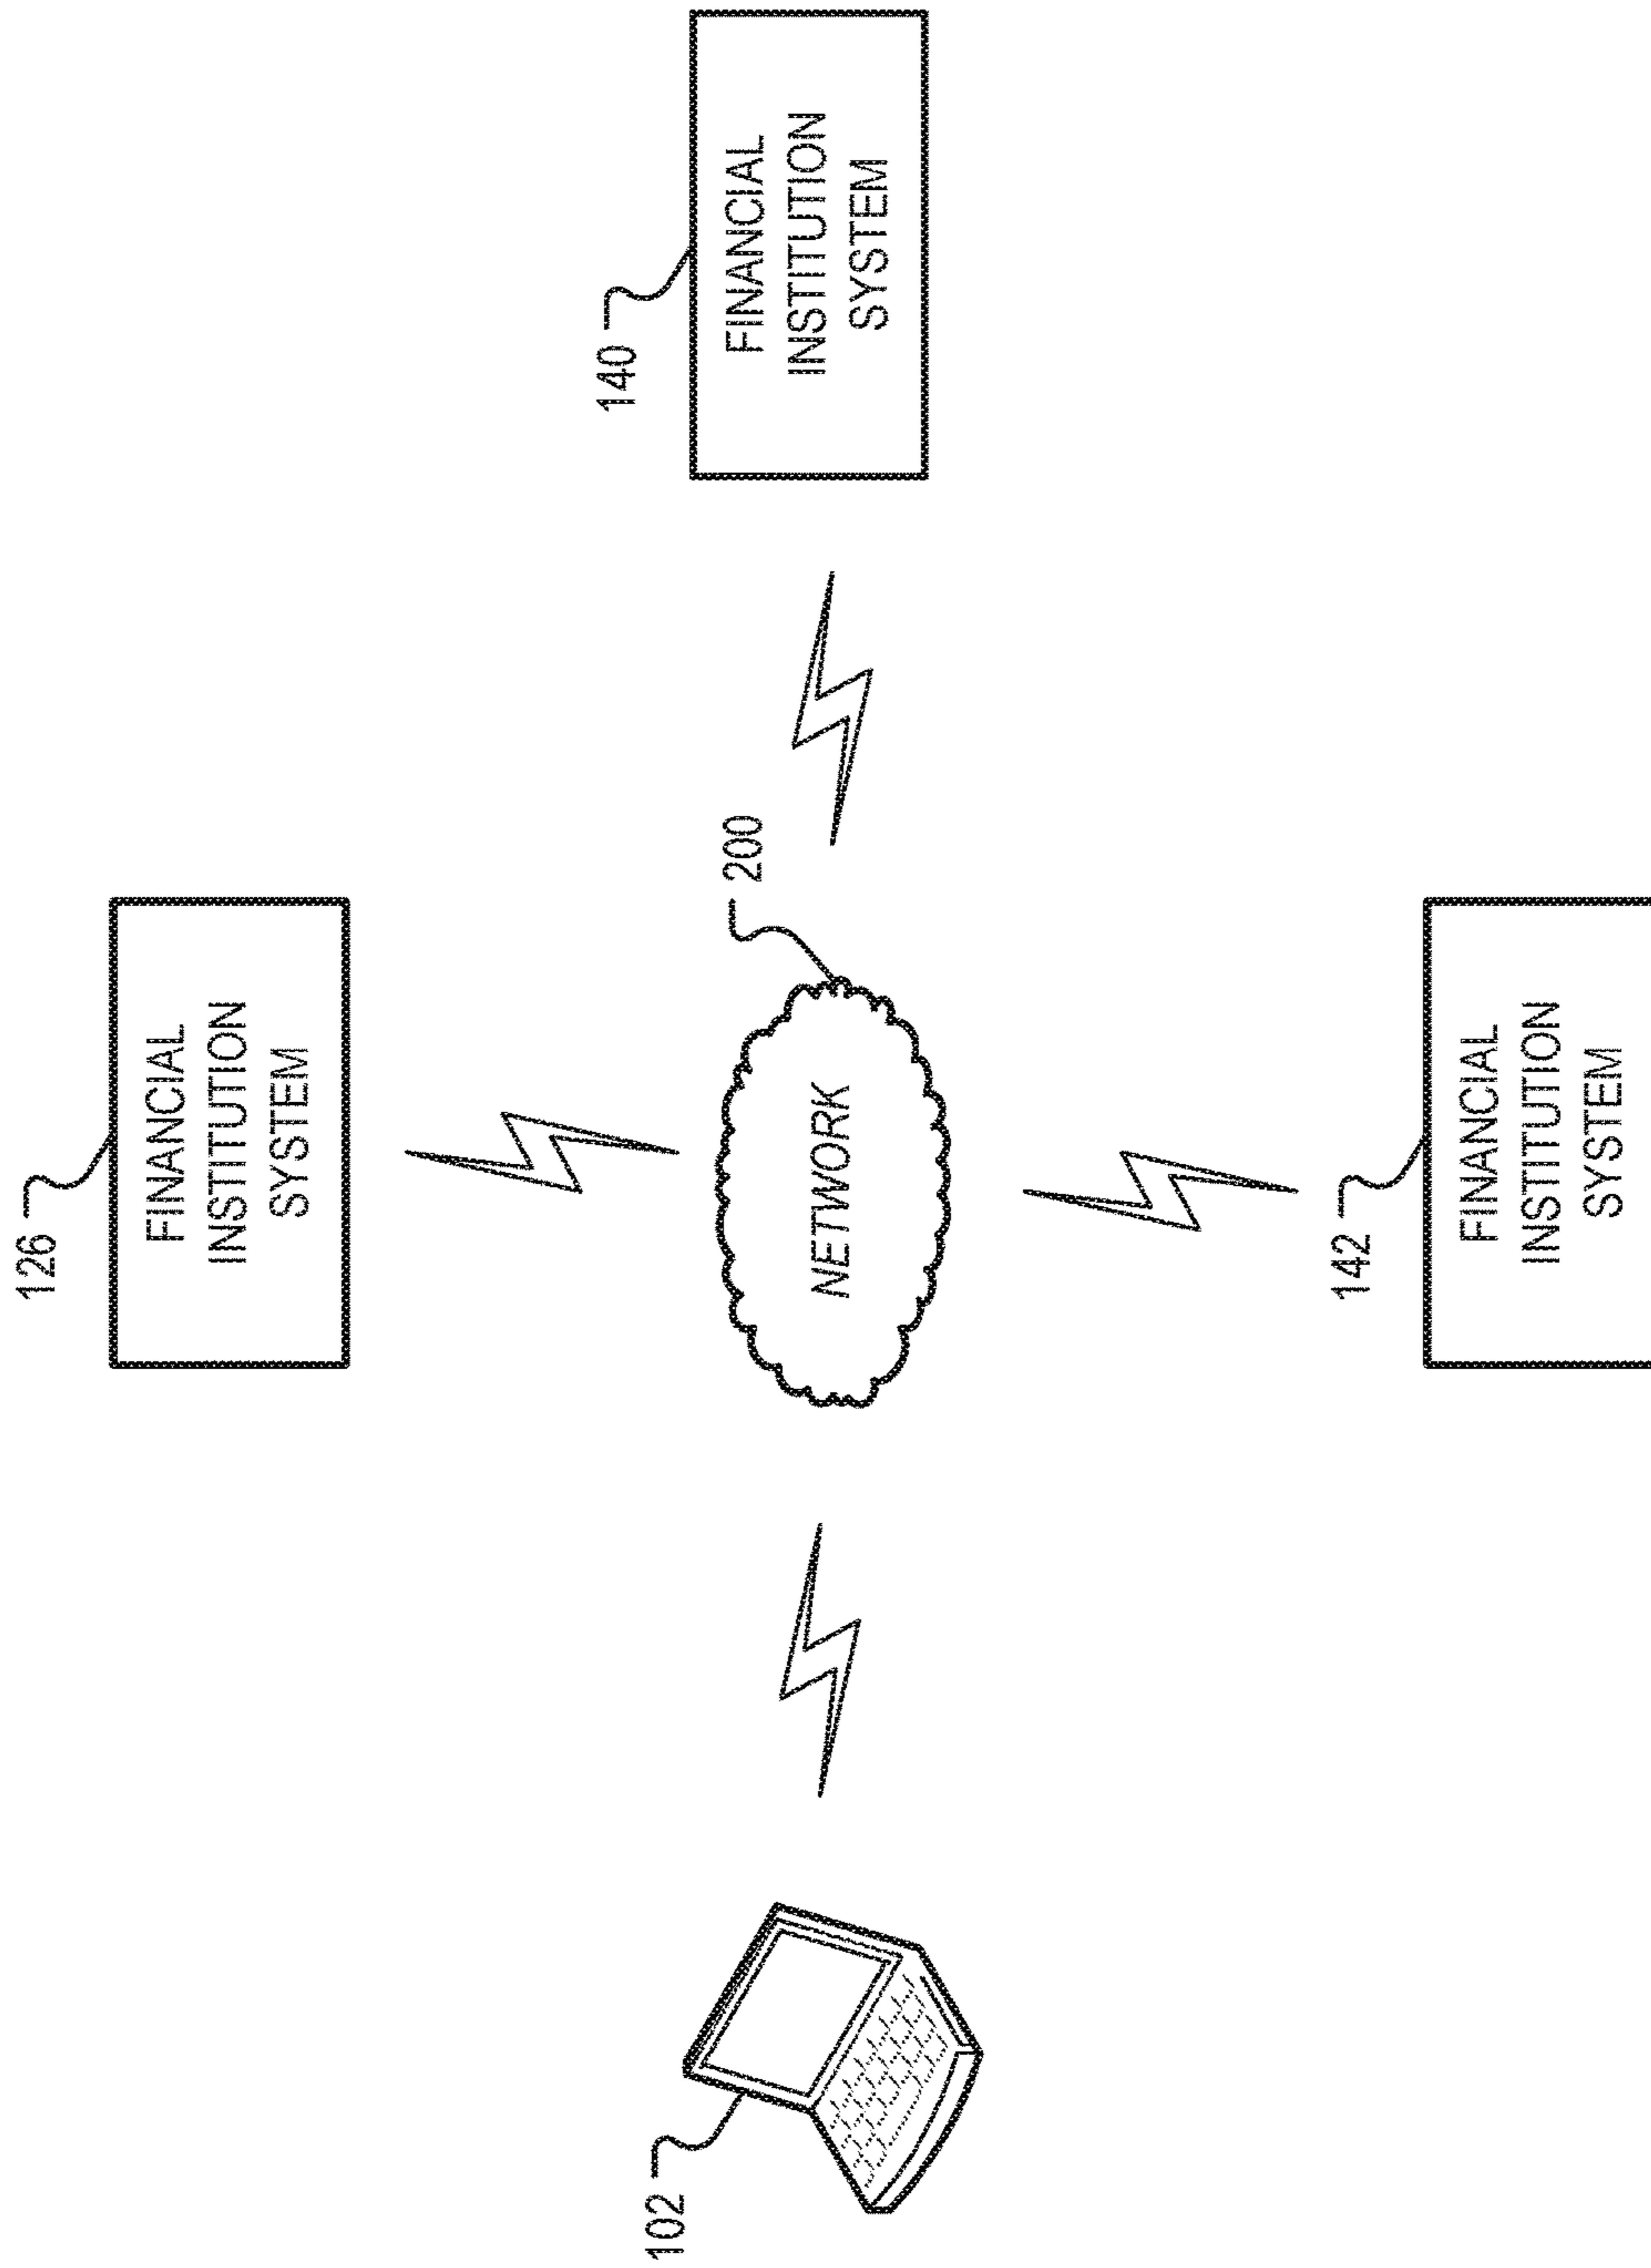 126
FINANCIAL
INSTITUTION
SYSTEM
102
NETWORK
200
140
FINANCIAL
INSTITUTION
SYSTEM
142
FINANCIAL
INSTITUTION
SYSTEM